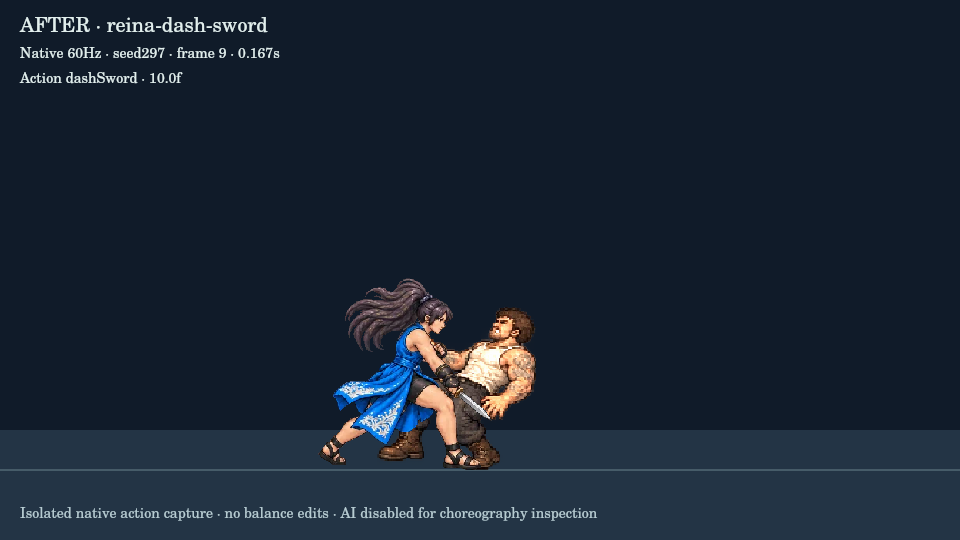 AFTER · reina-dash-sword
Native 60Hz · seed297 · frame 9 · 0.167s
Action dashSword · 10.0f
Isolated native action capture · no balance edits · AI disabled for choreography inspection